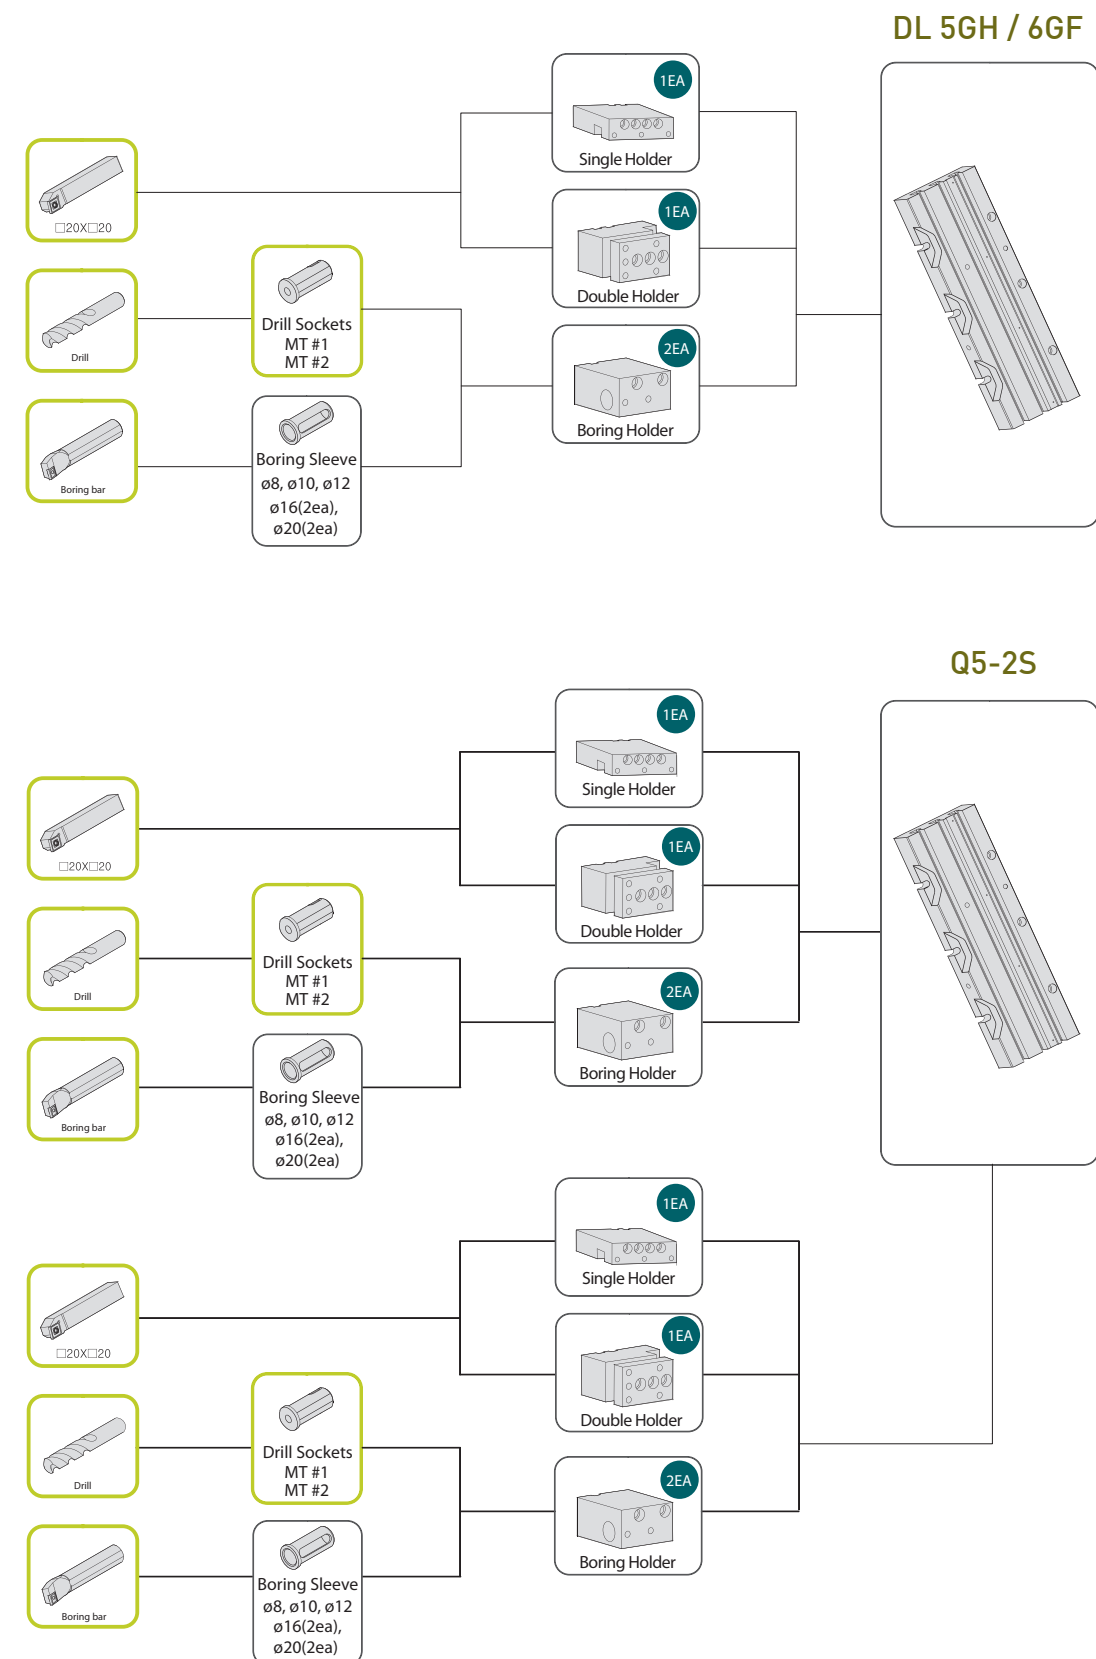 DL 5GH / 6GF
1EA
Single Holder
□20X□20
1EA
Double Holder
Drill
Drill Sockets
MT #1
MT #2
2EA
Boring Holder
Boring bar
Boring Sleeve
ø8, ø10, ø12
ø16(2ea),
ø20(2ea)
Q5-2S
1EA
Single Holder
□20X□20
1EA
Double Holder
Drill
Drill Sockets
MT #1
MT #2
2EA
Boring Holder
Boring bar
Boring Sleeve
ø8, ø10, ø12
ø16(2ea),
ø20(2ea)
1EA
Single Holder
□20X□20
1EA
Double Holder
Drill
Drill Sockets
MT #1
MT #2
2EA
Boring Holder
Boring bar
Boring Sleeve
ø8, ø10, ø12
ø16(2ea),
ø20(2ea)